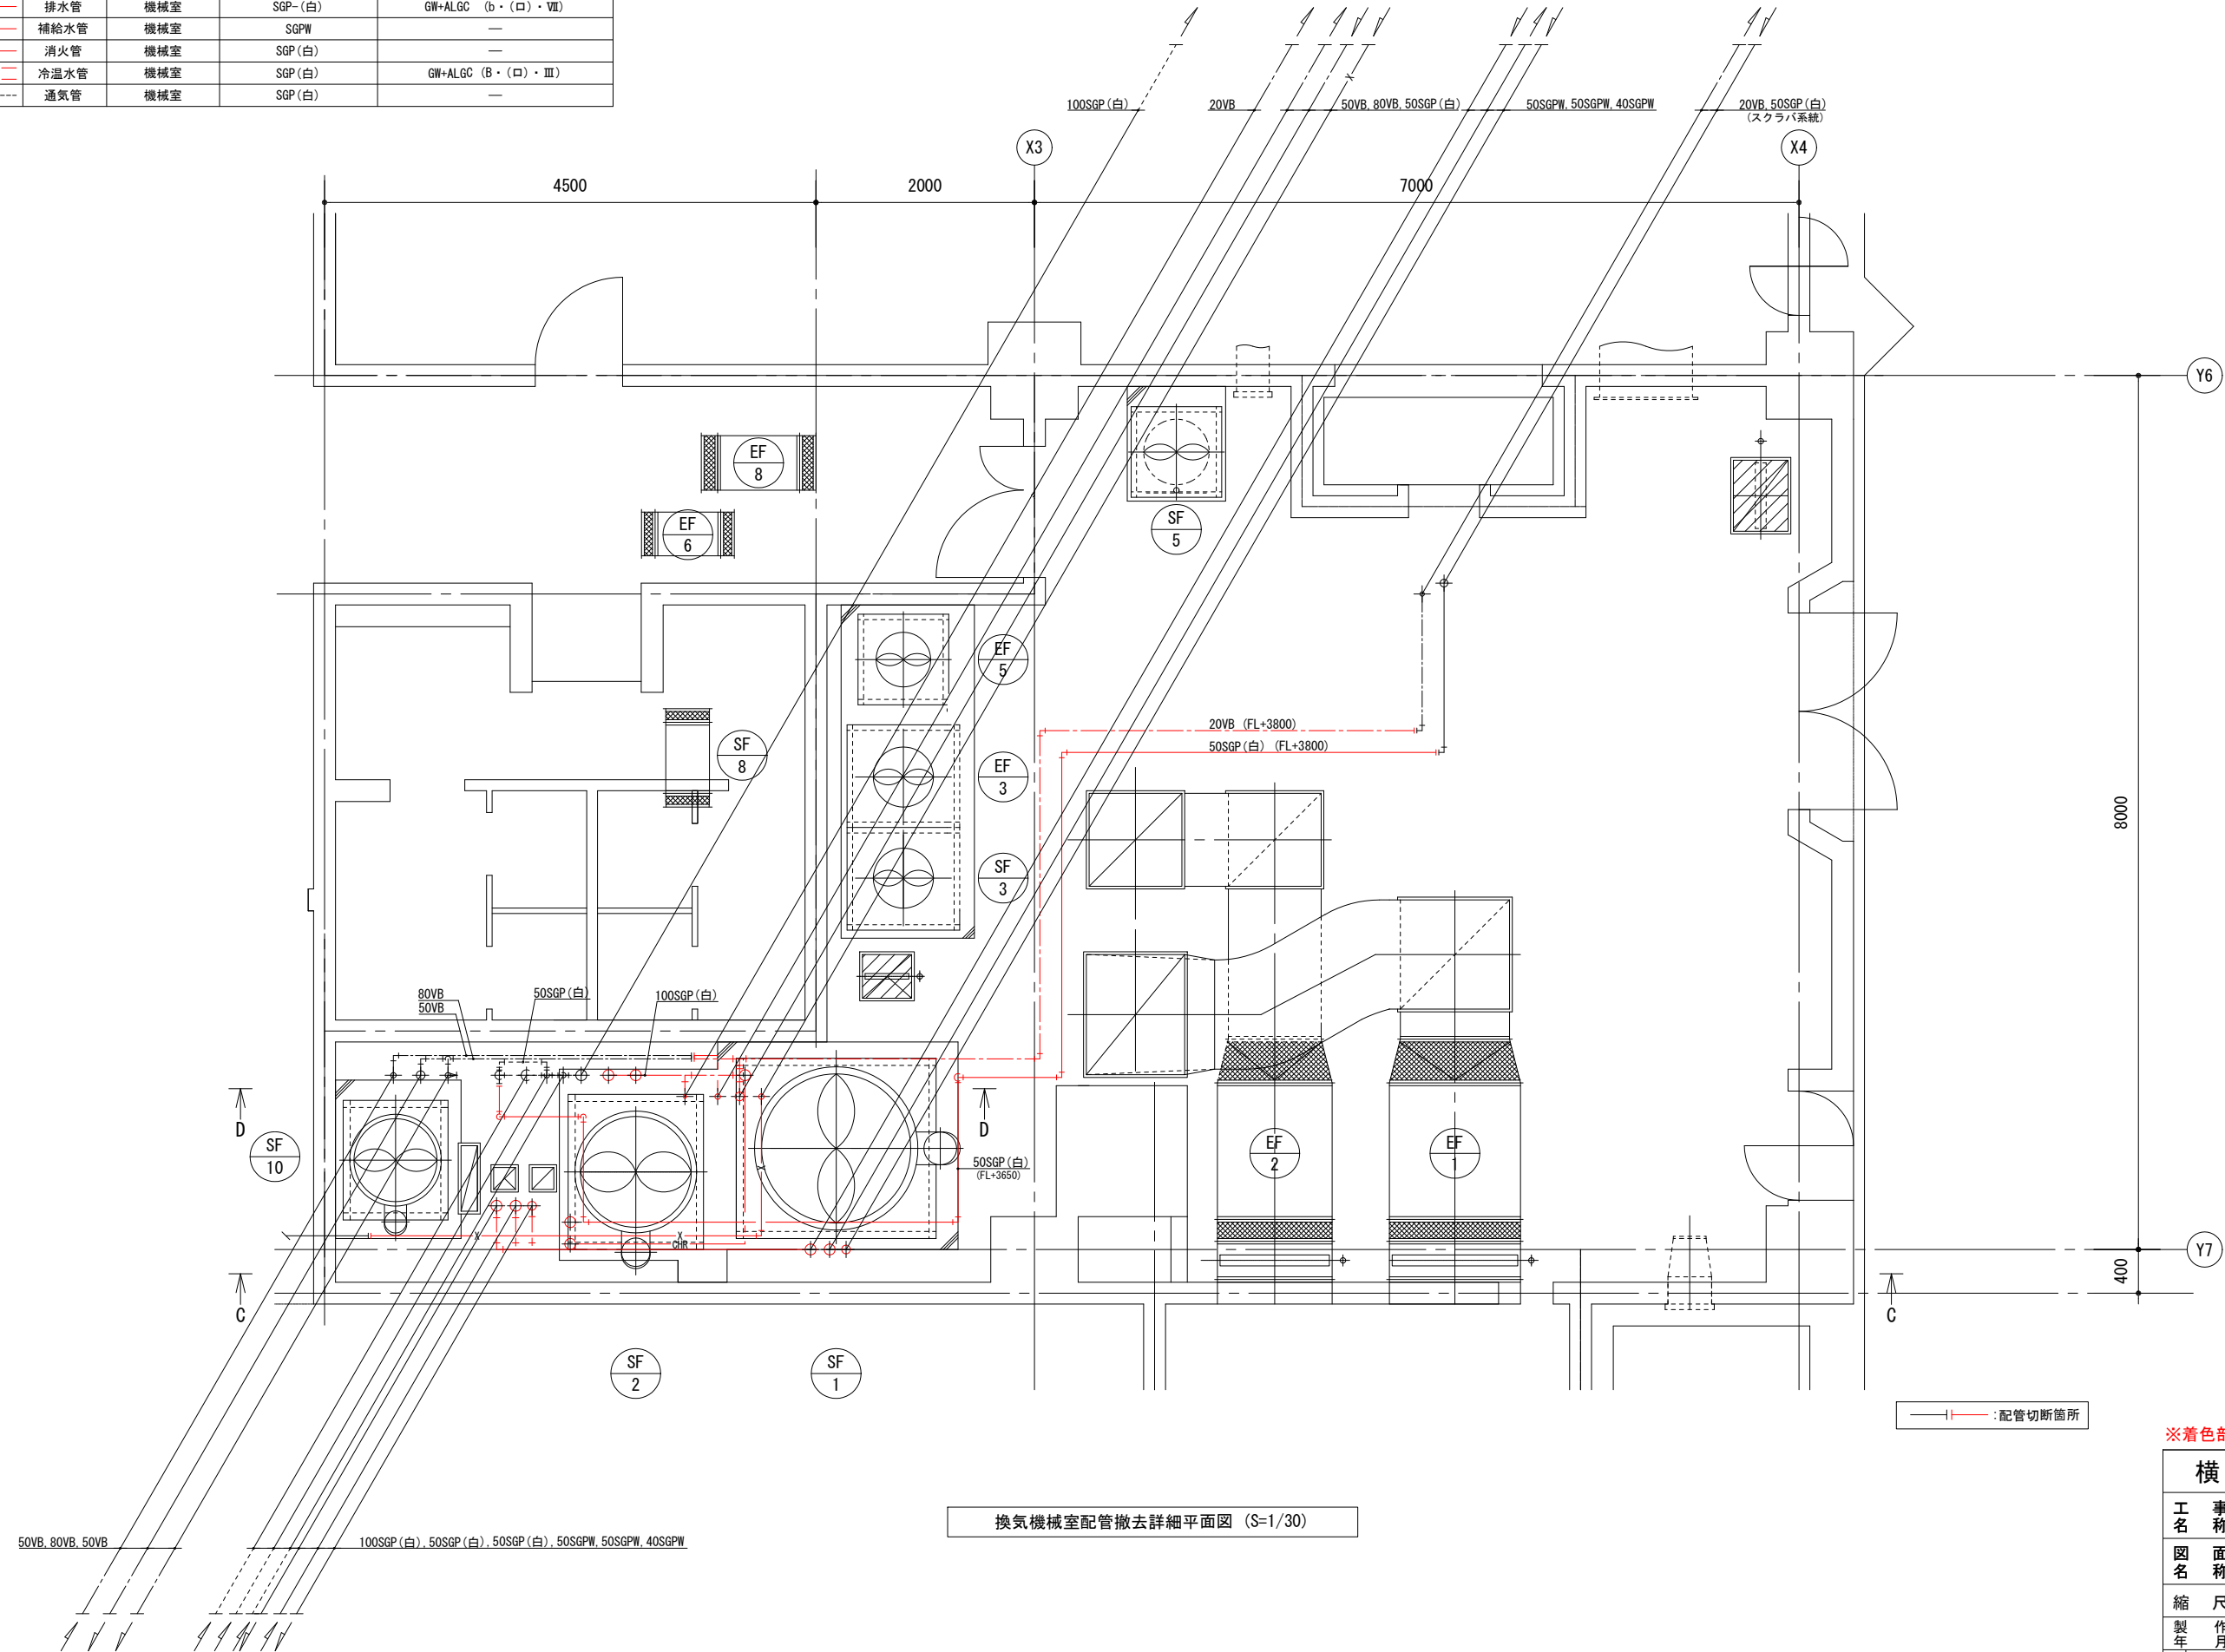 排水管 機械室 SGP-(白) GW+ALGC (b・(ロ)・Ⅶ)
補給水管 機械室 SGPW —
消火管 機械室 SGP(白) —
冷温水管 機械室 SGP(白) GW+ALGC (B・(ロ)・Ⅲ)
通気管 機械室 SGP(白) —
100SGP(白)
20VB
50VB, 80VB, 50SGP(白)
50SGPW, 50SGPW, 40SGPW
20VB, 50SGP(白)
(スクラバ系統)
X3
X4
4500
2000
7000
Y6
EF
8
EF
6
SF
5
EF
5
SF
8
EF
3
SF
3
20VB (FL+3800)
50SGP(白) (FL+3800)
8000
80VB
50VB
50SGP(白)
100SGP(白)
D
D
SF
10
50SGP(白)
(FL+3650)
EF
2
EF
1
X
X
X
X
CHR
Y7
400
C
C
SF
2
SF
1
:配管切断箇所
※着色部
横
工事
名称
図面
名称
縮尺
製作
年月
換気機械室配管撤去詳細平面図 (S=1/30)
50VB, 80VB, 50VB
100SGP(白), 50SGP(白), 50SGP(白), 50SGPW, 50SGPW, 40SGPW